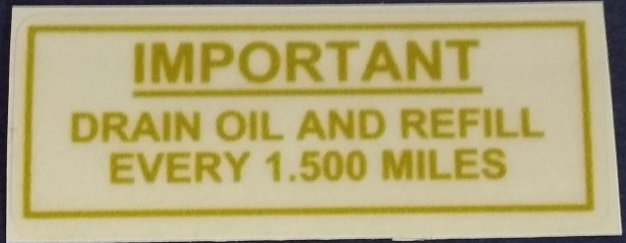 IMPORTANT
DRAIN OIL AND REFILL
EVERY 1.500 MILES